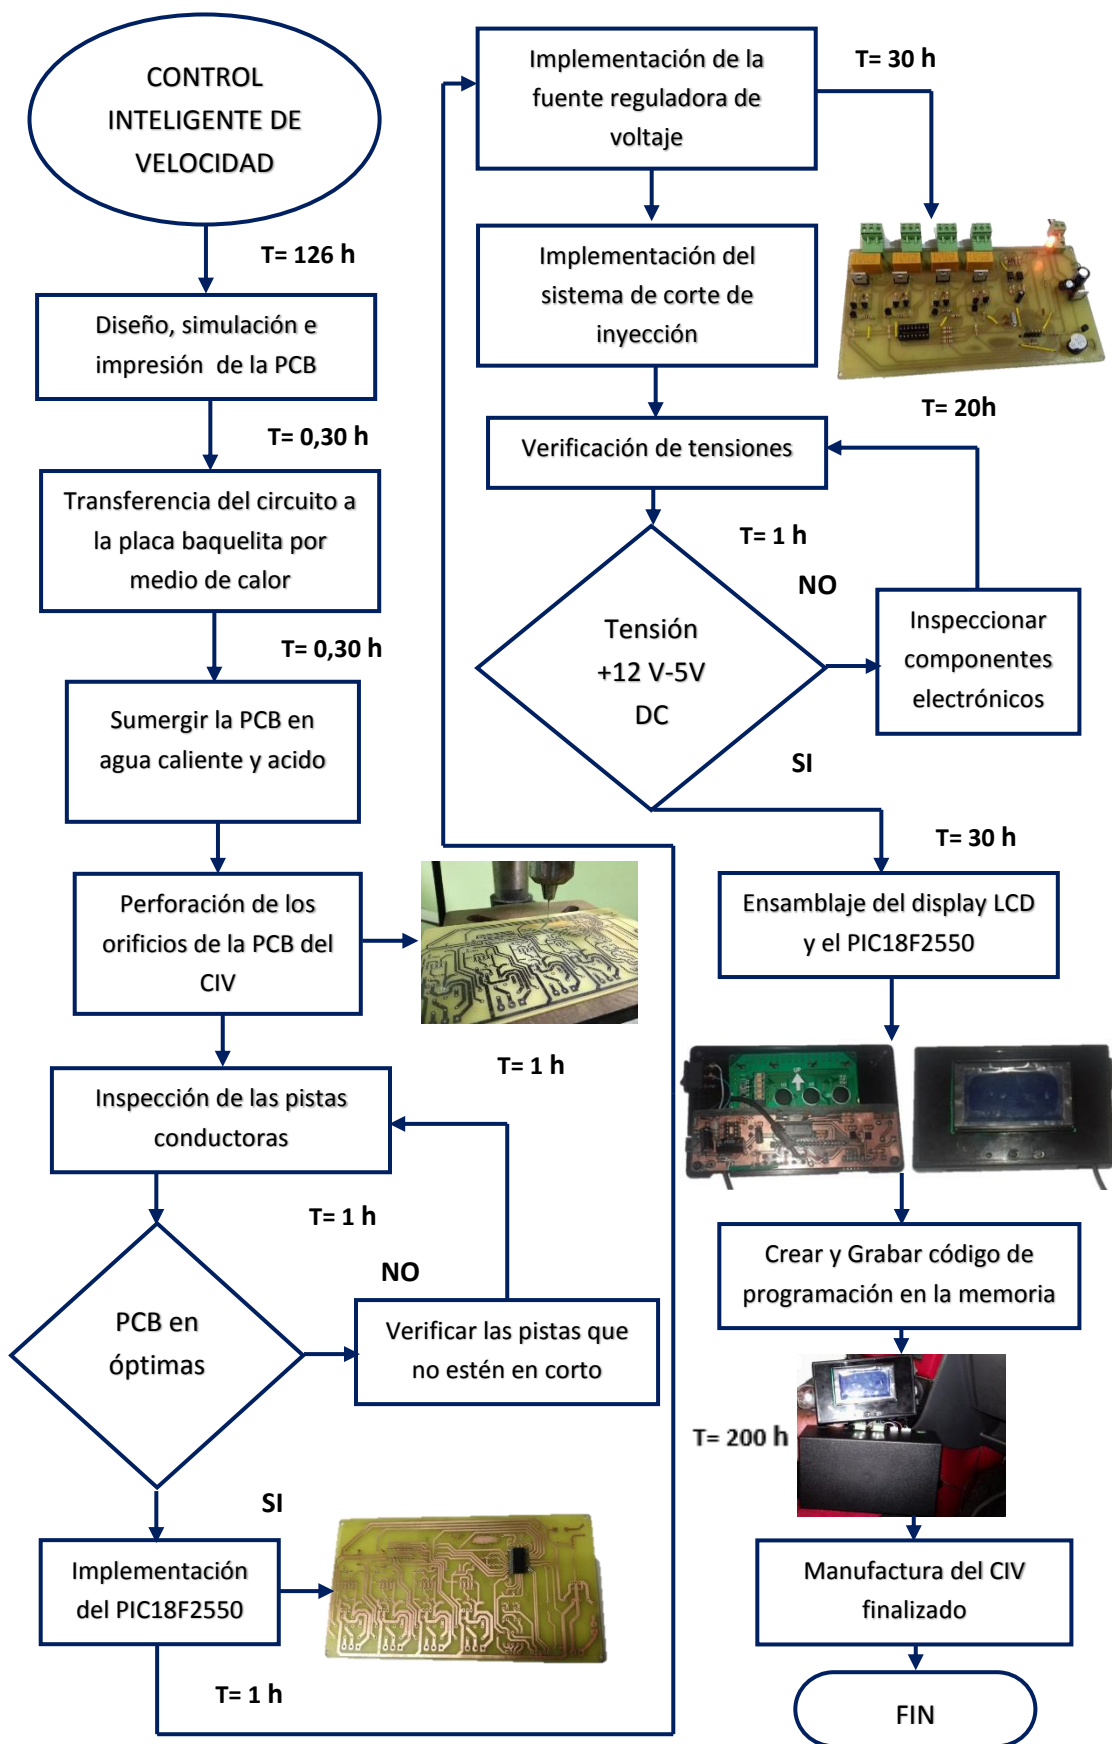 CONTROL
INTELIGENTE DE
VELOCIDAD
T= 126 h
Diseño, simulación e
impresión de la PCB
T= 0,30 h
Transferencia del circuito a
la placa baquelita por
medio de calor
T= 0,30 h
Sumergir la PCB en
agua caliente y acido
Perforación de los
orificios de la PCB del
CIV
T= 1 h
Inspección de las pistas
conductoras
T= 1 h
NO
PCB en
óptimas
Verificar las pistas que
no estén en corto
SI
Implementación
del PIC18F2550
T= 1 h
Implementación de la
fuente reguladora de
voltaje
T= 30 h
Implementación del
sistema de corte de
inyección
T= 20h
Verificación de tensiones
T= 1 h
NO
Tensión
+12 V-5V
DC
Inspeccionar
componentes
electrónicos
SI
T= 30 h
Ensamblaje del display LCD
y el PIC18F2550
Crear y Grabar código de
programación en la memoria
T= 200 h
Manufactura del CIV
finalizado
FIN